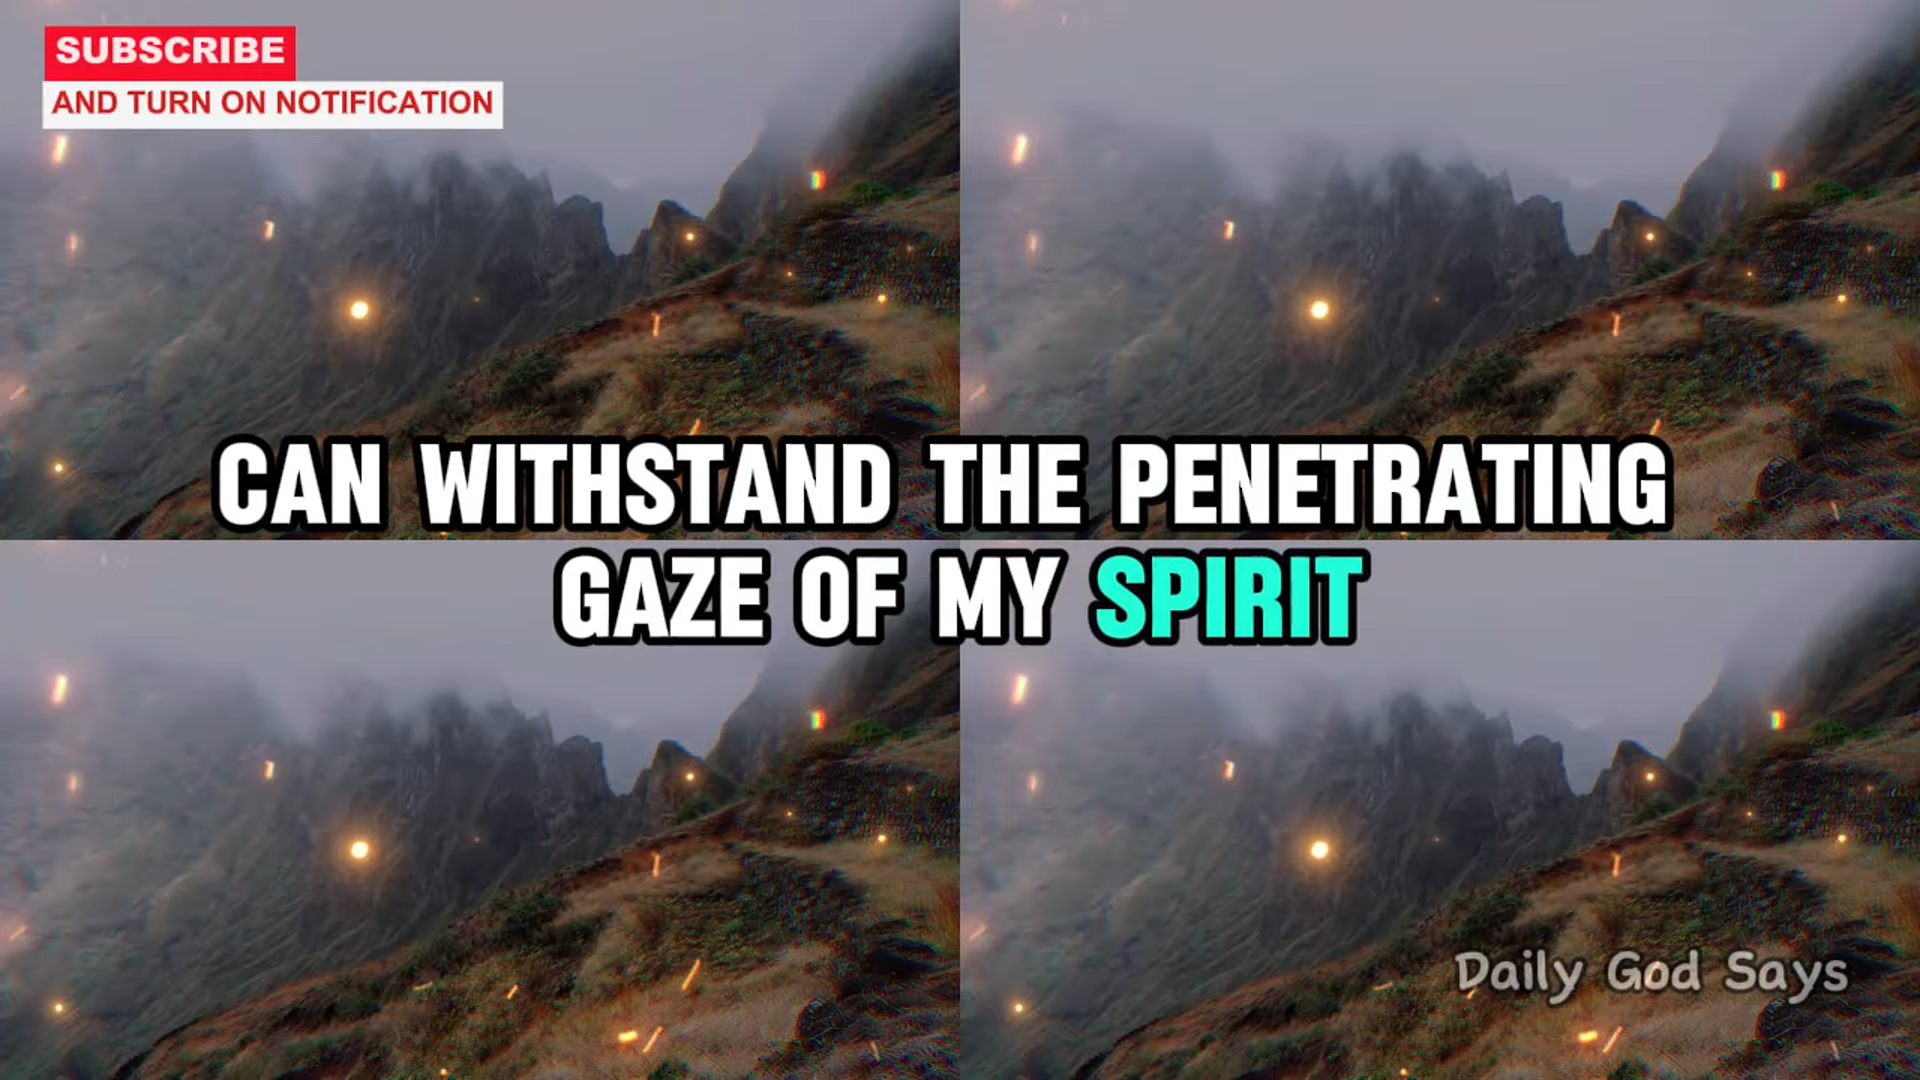 SUBSCRIBE
AND TURN ON NOTIFICATION
CAN WITHSTAND THE PENETRATING
GAZE OF MY SPIRIT
Daily God Says